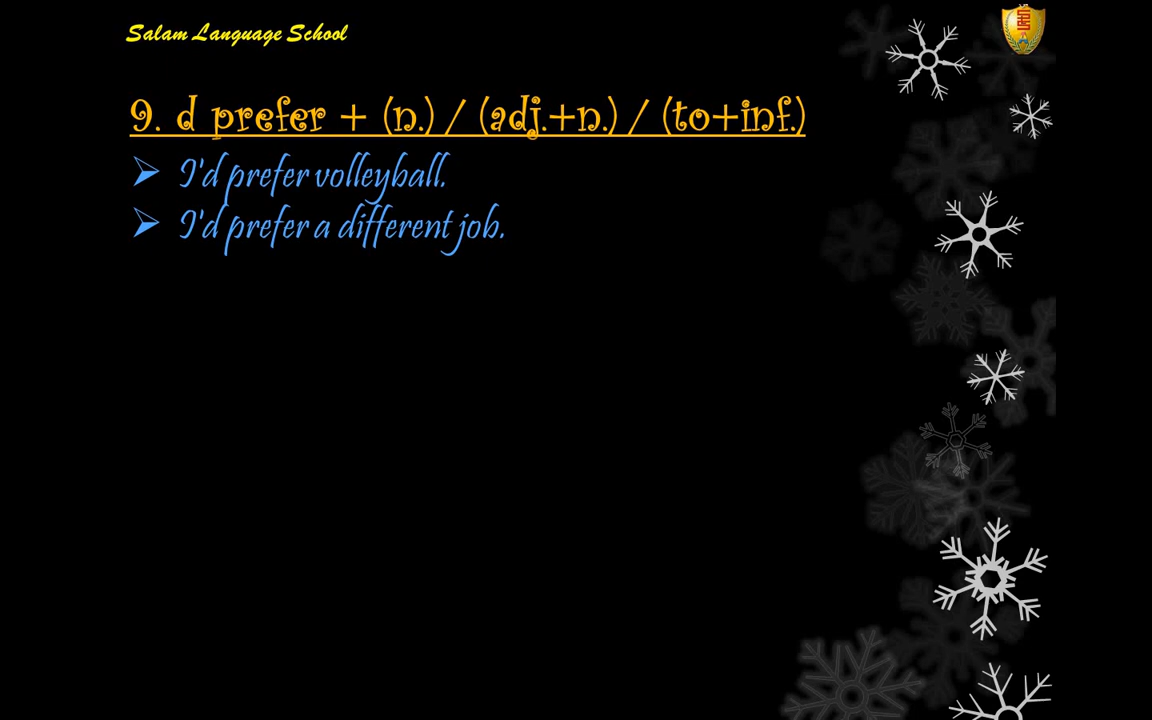 Salam Language School
9. d prefer + (n.) / (adj.+n.) / (to+inf.)
I'd prefer volleyball.
I'd prefer a different job.